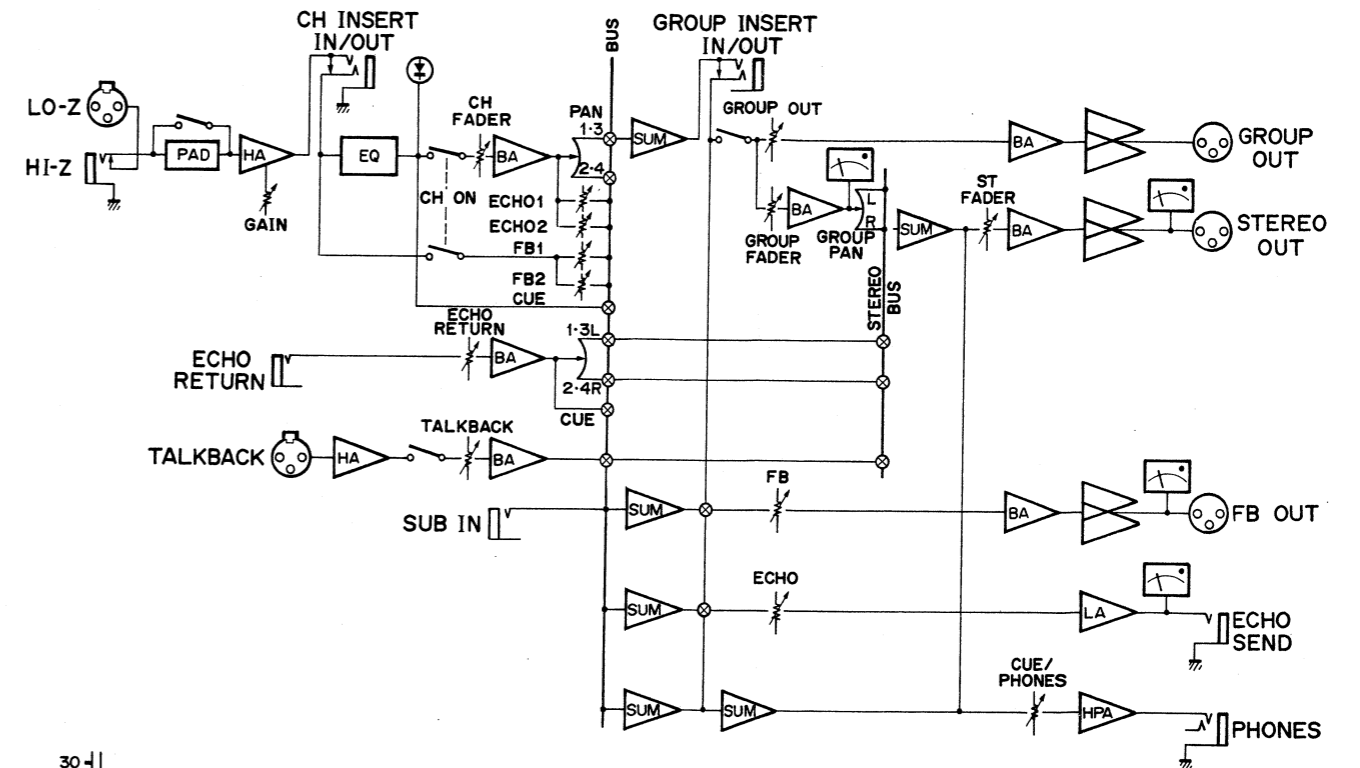 CH INSERT
IN/OUT
BUS
GROUP INSERT
IN/OUT
LO-Z
HI-Z
PAD
HA
GAIN
EQ
CH
FADER
BA
CH ON
PAN
1·3
2·4
ECHO1
ECHO2
FB1
FB2
CUE
SUM
GROUP OUT
BA
GROUP
OUT
GROUP
FADER
BA
L
R
GROUP
PAN
STEREO
BUS
SUM
ST
FADER
BA
STEREO
OUT
ECHO
RETURN
ECHO
RETURN
BA
1·3L
2·4R
CUE
TALKBACK
HA
TALKBACK
BA
SUB IN
SUM
FB
BA
FB OUT
SUM
ECHO
LA
ECHO
SEND
SUM
SUM
CUE/
PHONES
HPA
PHONES
30